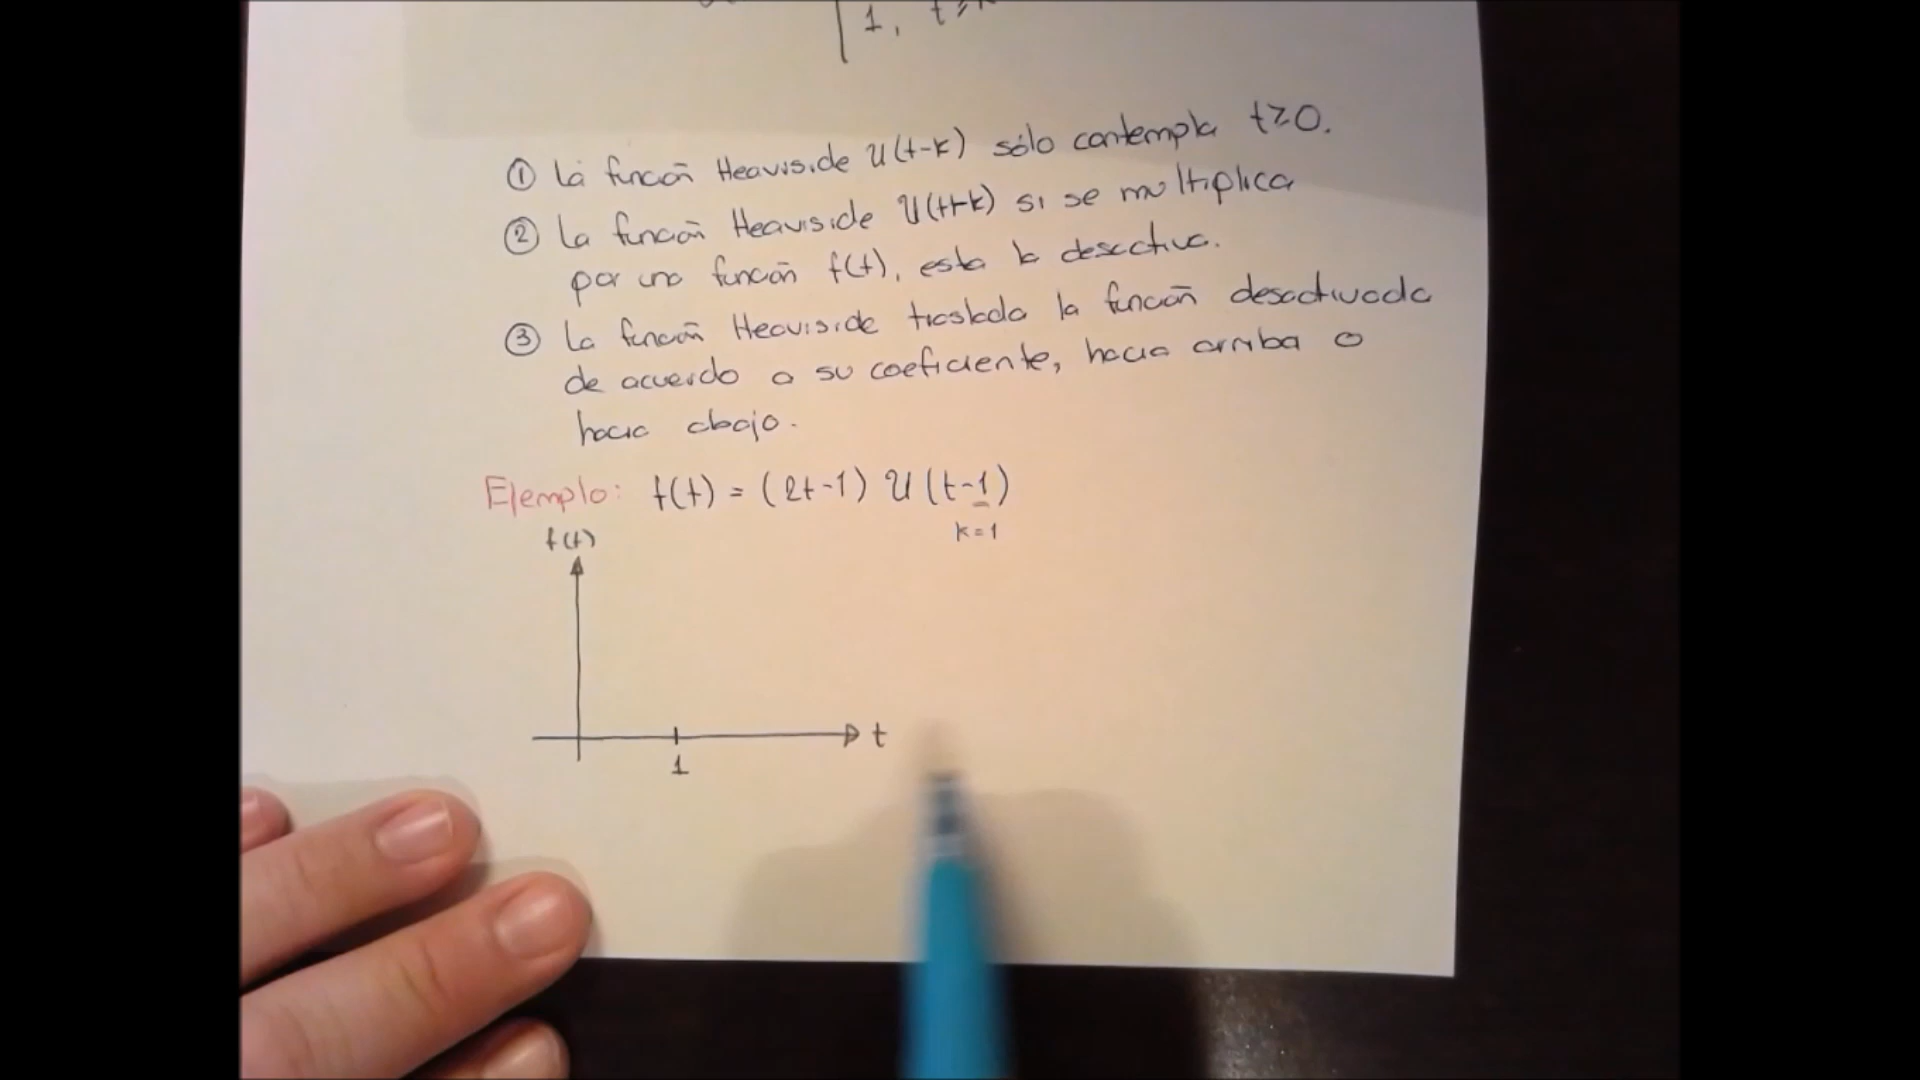 1, t≥
① La función Heaviside U(t-k) sólo contempla t≥0.
② La función Heaviside U(t-k) si se multiplica
por una función f(t), esta la desactiva.
③ La función Heaviside traslada la función desactivada
de acuerdo a su coeficiente, hacia arriba o
hacia abajo.
Ejemplo: f(t) = (2t-1) U(t-1)
k=1
f(t)
t
1